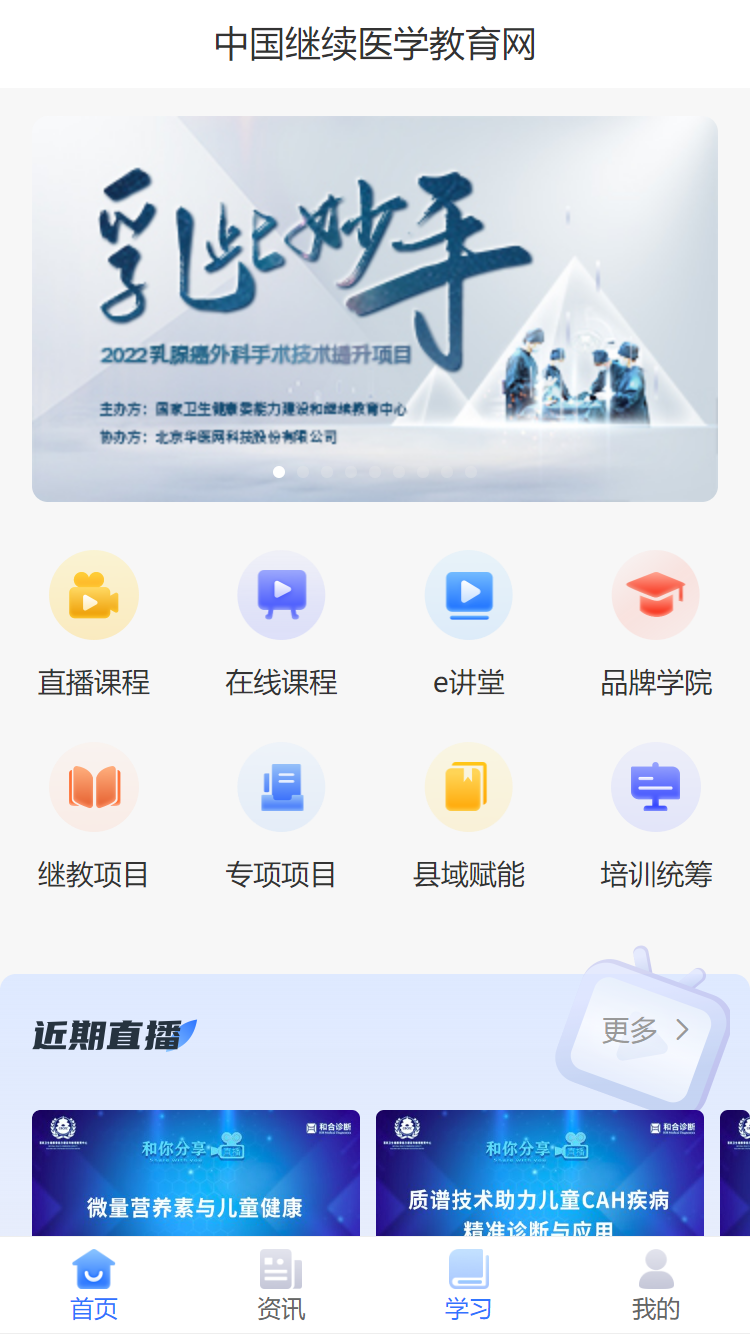 中国继续医学教育网
乳此妙手
2022乳腺癌外科手术技术提升项目
主办方：国家卫生健康委能力建设和继续教育中心
协办方：北京华医网科技股份有限公司
直播课程
在线课程
e讲堂
品牌学院
继教项目
专项项目
县域赋能
培训统筹
近期直播
更多
和合诊断
和你分享
直播
微量营养素与儿童健康
和合诊断
和你分享
直播
质谱技术助力儿童CAH疾病
精准诊断与应用
首页
资讯
学习
我的